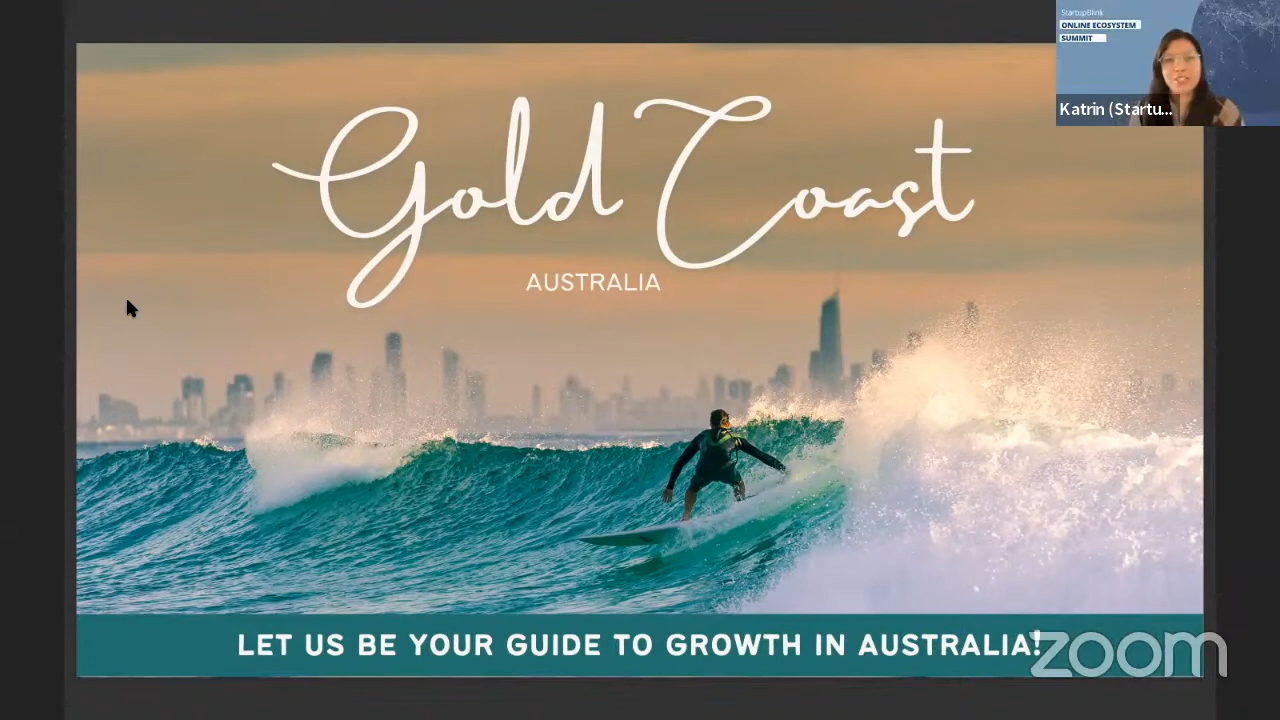 StartupBlink
ONLINE ECOSYSTEM
SUMMIT
Katrin (Startu...
Gold Coast
AUSTRALIA
LET US BE YOUR GUIDE TO GROWTH IN AUSTRALIA!
zoom